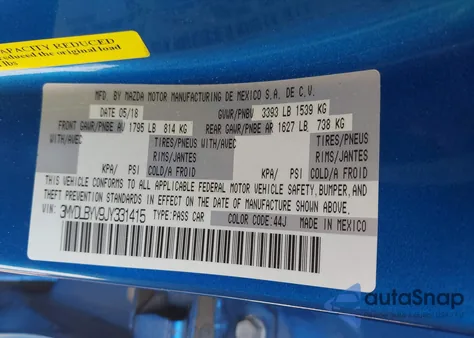 CAPACITY REDUCED
the original load
lbs
MFD. BY MAZDA MOTOR MANUFACTURING DE MEXICO S.A. DE C.V.
DATE 05/18 GVWR/PNBV 3393 LB 1539 KG
FRONT GAWR/PNBE AV 1795 LB 814 KG REAR GAWR/PNBE AR 1627 LB 738 KG
WITH/AVEC TIRES/PNEUS WITH/AVEC TIRES/PNEUS
RIMS/JANTES RIMS/JANTES
KPA/ PSI COLD/A FROID KPA/ PSI COLD/A FROID
THIS VEHICLE CONFORMS TO ALL APPLICABLE FEDERAL MOTOR VEHICLE SAFETY, BUMPER, AND
THEFT PREVENTION STANDARDS IN EFFECT ON THE DATE OF MANUFACTURE SHOWN ABOVE.
VIN: 3MYDLBYV9JY331415 TYPE:PASS CAR COLOR CODE:44J MADE IN MEXICO
autoSnap